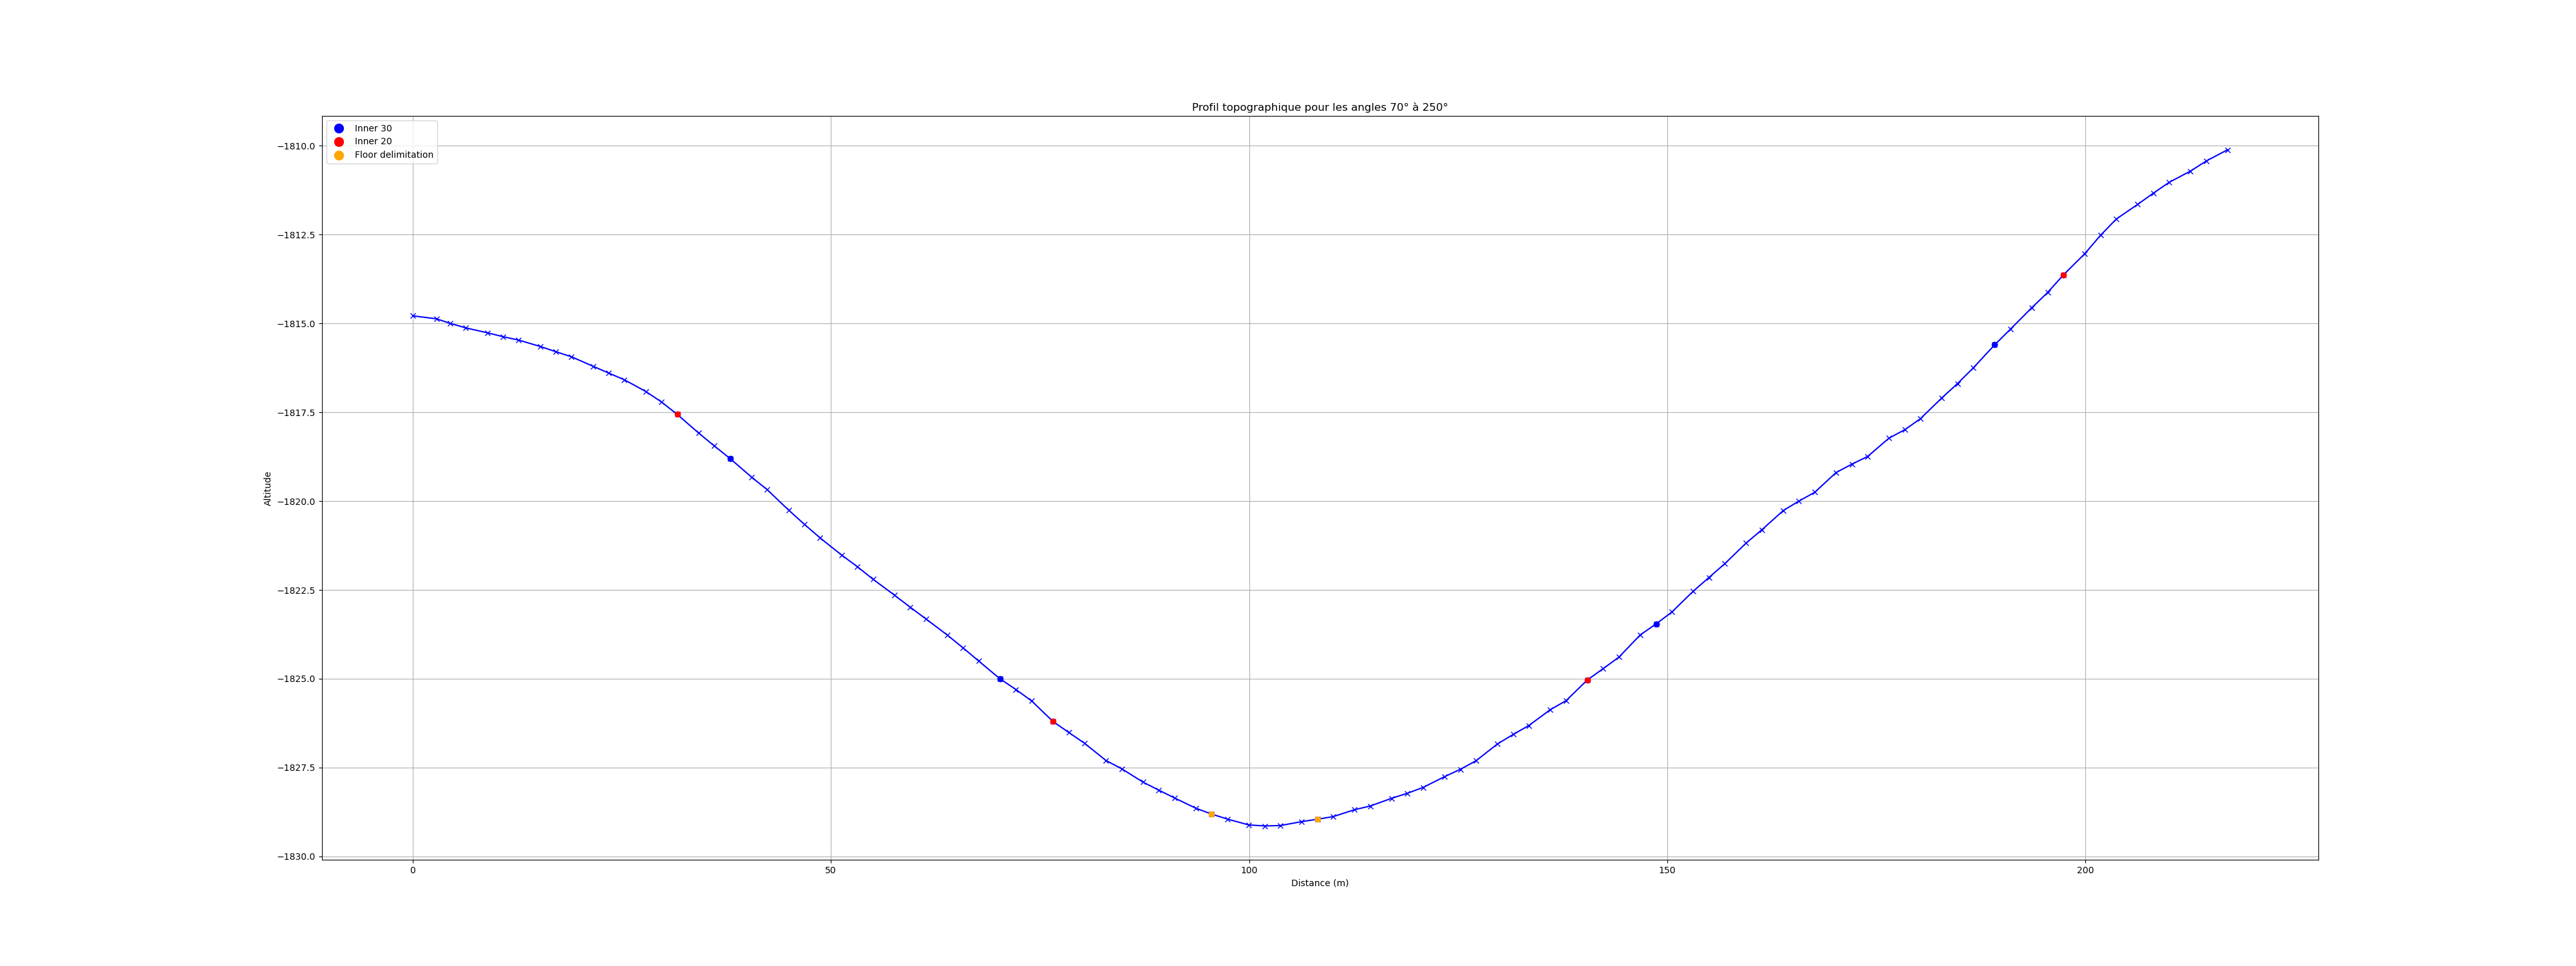 Profil topographique pour les angles 70° à 250°
Inner 30
Inner 20
Floor delimitation
−1810.0
−1812.5
−1815.0
−1817.5
−1820.0
−1822.5
−1825.0
−1827.5
−1830.0
Altitude
0 50 100 150 200
Distance (m)